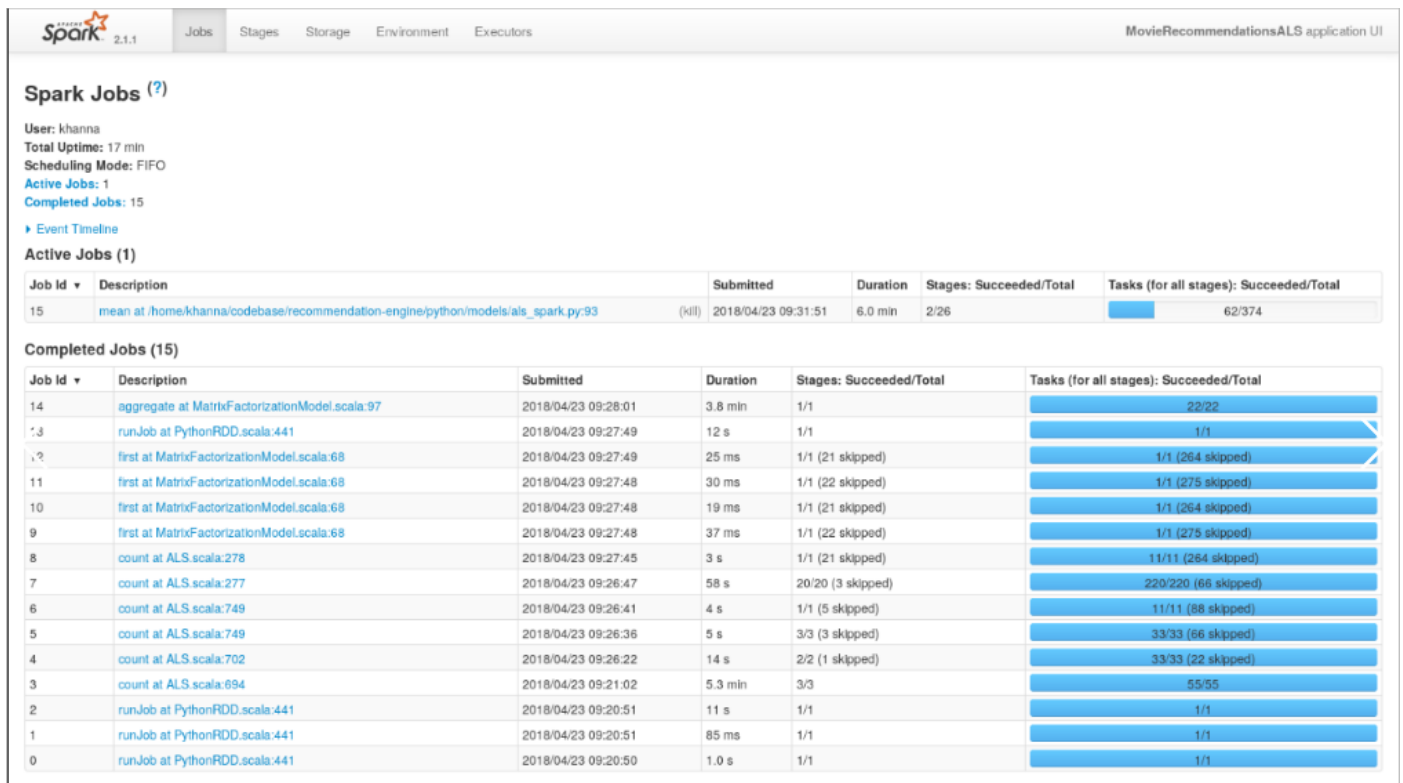 APACHE Spark 2.1.1 Jobs Stages Storage Environment Executors MovieRecommendationsALS application UI
Spark Jobs (?)
User: khanna
Total Uptime: 17 min
Scheduling Mode: FIFO
Active Jobs: 1
Completed Jobs: 15
Event Timeline
Active Jobs (1)
Job Id ▾ Description Submitted Duration Stages: Succeeded/Total Tasks (for all stages): Succeeded/Total
15 mean at /home/khanna/codebase/recommendation-engine/python/models/als_spark.py:93 (kill) 2018/04/23 09:31:51 6.0 min 2/26 62/374
Completed Jobs (15)
Job Id ▾ Description Submitted Duration Stages: Succeeded/Total Tasks (for all stages): Succeeded/Total
14 aggregate at MatrixFactorizationModel.scala:97 2018/04/23 09:28:01 3.8 min 1/1 22/22
13 runJob at PythonRDD.scala:441 2018/04/23 09:27:49 12 s 1/1 1/1
12 first at MatrixFactorizationModel.scala:68 2018/04/23 09:27:49 25 ms 1/1 (21 skipped) 1/1 (264 skipped)
11 first at MatrixFactorizationModel.scala:68 2018/04/23 09:27:48 30 ms 1/1 (22 skipped) 1/1 (275 skipped)
10 first at MatrixFactorizationModel.scala:68 2018/04/23 09:27:48 19 ms 1/1 (21 skipped) 1/1 (264 skipped)
9 first at MatrixFactorizationModel.scala:68 2018/04/23 09:27:48 37 ms 1/1 (22 skipped) 1/1 (275 skipped)
8 count at ALS.scala:278 2018/04/23 09:27:45 3 s 1/1 (21 skipped) 11/11 (264 skipped)
7 count at ALS.scala:277 2018/04/23 09:26:47 58 s 20/20 (3 skipped) 220/220 (66 skipped)
6 count at ALS.scala:749 2018/04/23 09:26:41 4 s 1/1 (5 skipped) 11/11 (88 skipped)
5 count at ALS.scala:749 2018/04/23 09:26:36 5 s 3/3 (3 skipped) 33/33 (66 skipped)
4 count at ALS.scala:702 2018/04/23 09:26:22 14 s 2/2 (1 skipped) 33/33 (22 skipped)
3 count at ALS.scala:694 2018/04/23 09:21:02 5.3 min 3/3 55/55
2 runJob at PythonRDD.scala:441 2018/04/23 09:20:51 11 s 1/1 1/1
1 runJob at PythonRDD.scala:441 2018/04/23 09:20:51 85 ms 1/1 1/1
0 runJob at PythonRDD.scala:441 2018/04/23 09:20:50 1.0 s 1/1 1/1